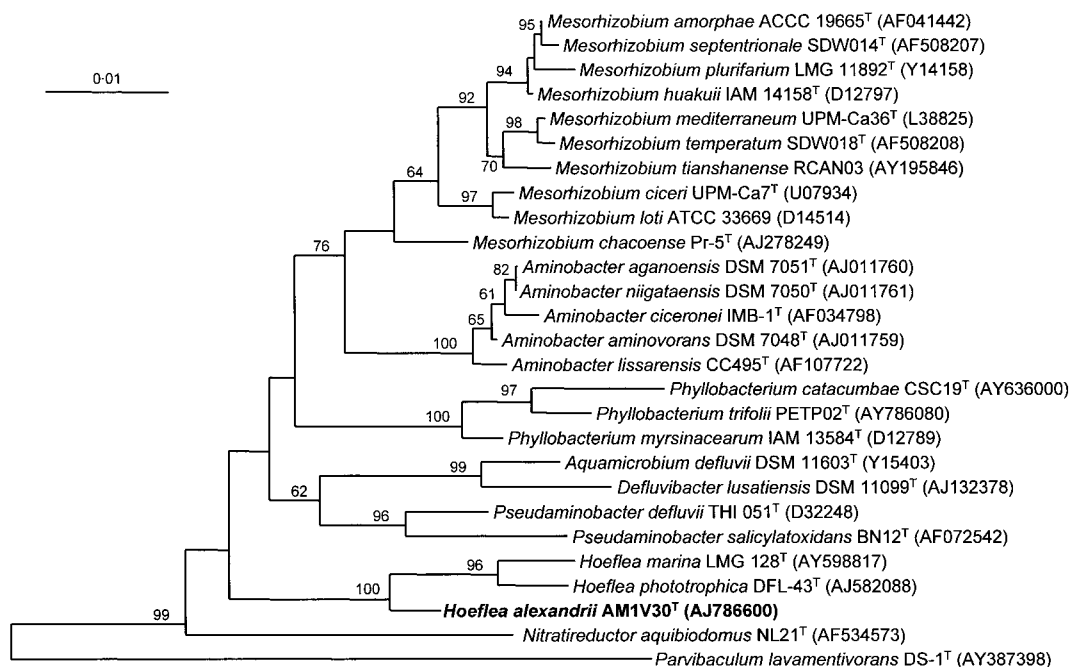 95
Mesorhizobium amorphae ACCC 19665T (AF041442)
Mesorhizobium septentrionale SDW014T (AF508207)
0·01
94
Mesorhizobium plurifarium LMG 11892T (Y14158)
Mesorhizobium huakuii IAM 14158T (D12797)
92
98
Mesorhizobium mediterraneum UPM-Ca36T (L38825)
Mesorhizobium temperatum SDW018T (AF508208)
70
Mesorhizobium tianshanense RCAN03 (AY195846)
64
97
Mesorhizobium ciceri UPM-Ca7T (U07934)
Mesorhizobium loti ATCC 33669 (D14514)
76
Mesorhizobium chacoense Pr-5T (AJ278249)
82
Aminobacter aganoensis DSM 7051T (AJ011760)
61
Aminobacter niigataensis DSM 7050T (AJ011761)
Aminobacter ciceronei IMB-1T (AF034798)
65
Aminobacter aminovorans DSM 7048T (AJ011759)
100
Aminobacter lissarensis CC495T (AF107722)
97
Phyllobacterium catacumbae CSC19T (AY636000)
100
Phyllobacterium trifolii PETP02T (AY786080)
Phyllobacterium myrsinacearum IAM 13584T (D12789)
99
Aquamicrobium defluvii DSM 11603T (Y15403)
62
Defluvibacter lusatiensis DSM 11099T (AJ132378)
96
Pseudaminobacter defluvii THI 051T (D32248)
Pseudaminobacter salicylatoxidans BN12T (AF072542)
96
Hoeflea marina LMG 128T (AY598817)
100
Hoeflea phototrophica DFL-43T (AJ582088)
Hoeflea alexandrii AM1V30T (AJ786600)
99
Nitratireductor aquibiodomus NL21T (AF534573)
Parvibaculum lavamentivorans DS-1T (AY387398)